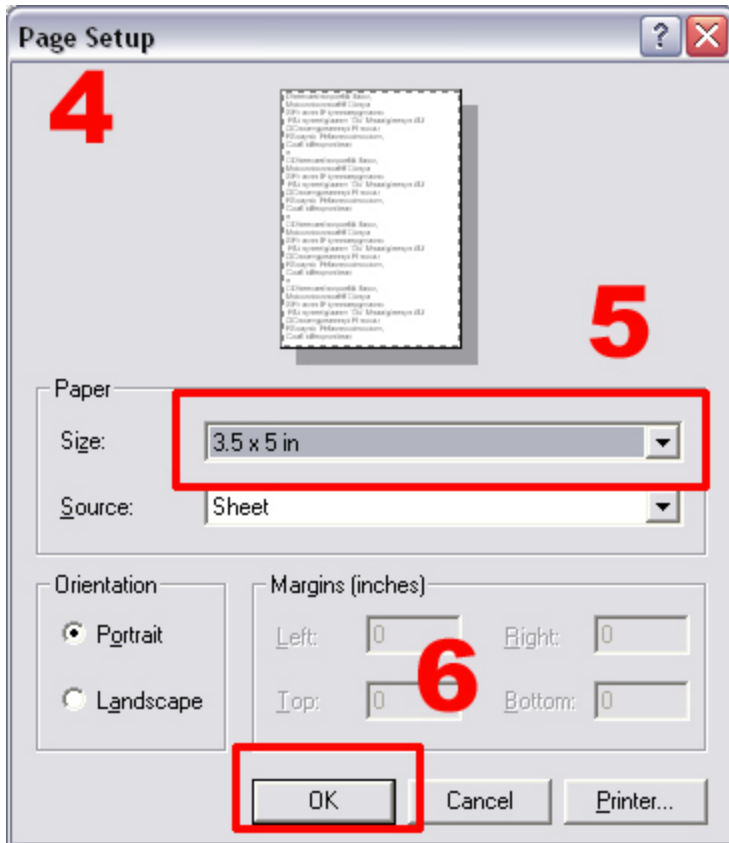 Page Setup
4
5
Paper
Size: 3.5 x 5 in
Source: Sheet
Orientation
Portrait
Landscape
Margins (inches)
Left: 0 Right: 0
Top: 0 Bottom: 0
6
OK Cancel Printer...